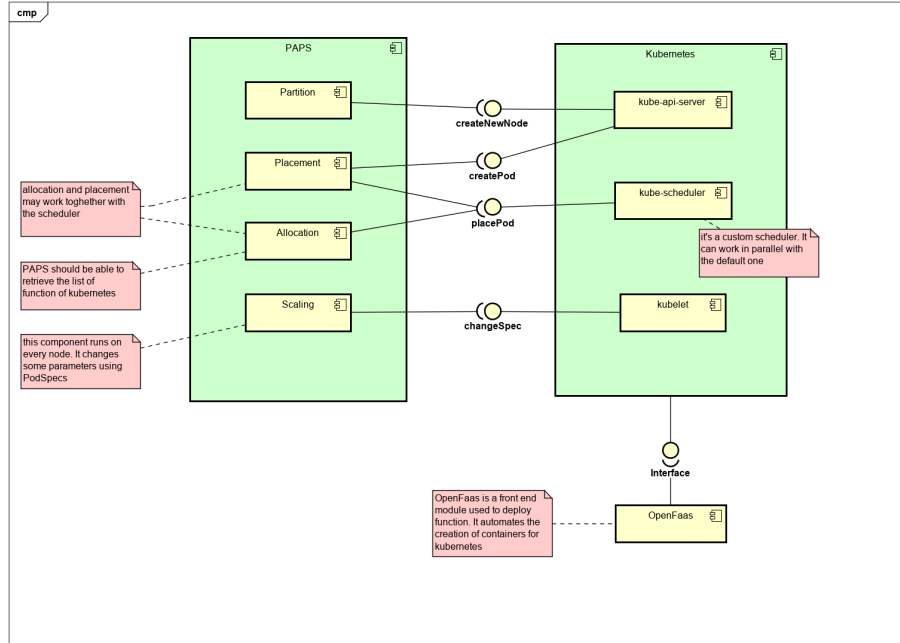 cmp
PAPS
Kubernetes
Partition
kube-api-server
createNewNode
Placement
createPod
allocation and placement
may work toghether with
the scheduler
kube-scheduler
placePod
Allocation
it's a custom scheduler. It
can work in parallel with
the default one
PAPS should be able to
retrieve the list of
function of kubernetes
Scaling
kubelet
changeSpec
this component runs on
every node. It changes
some parameters using
PodSpecs
Interface
OpenFaas is a front end
module used to deploy
function. It automates the
creation of containers for
kubernetes
OpenFaas